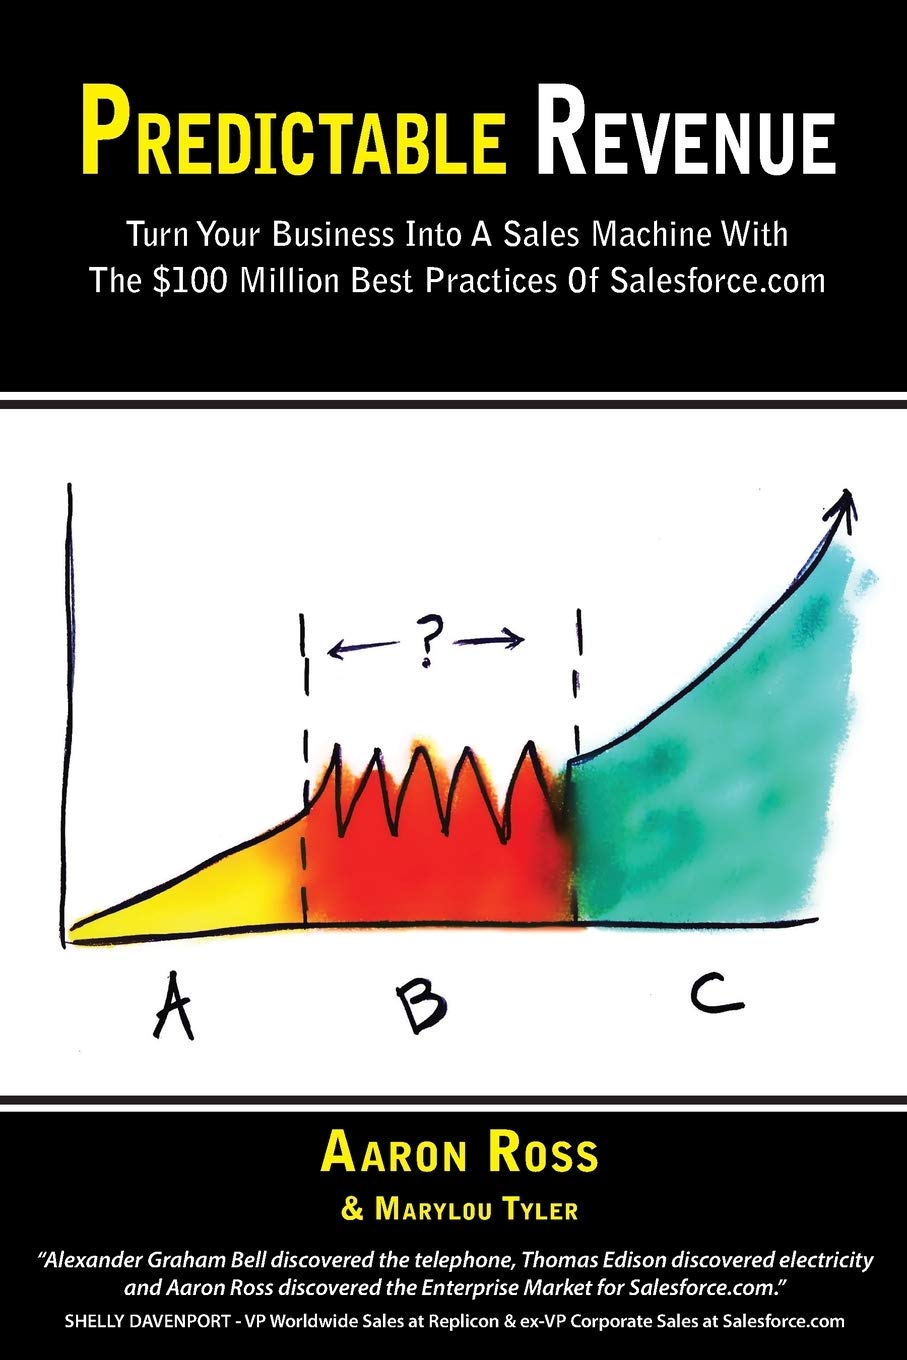 PREDICTABLE REVENUE
Turn Your Business Into A Sales Machine With
The $100 Million Best Practices Of Salesforce.com
?
A B C
AARON ROSS
& MARYLOU TYLER
“Alexander Graham Bell discovered the telephone, Thomas Edison discovered electricity
and Aaron Ross discovered the Enterprise Market for Salesforce.com.”
SHELLY DAVENPORT - VP Worldwide Sales at Replicon & ex-VP Corporate Sales at Salesforce.com